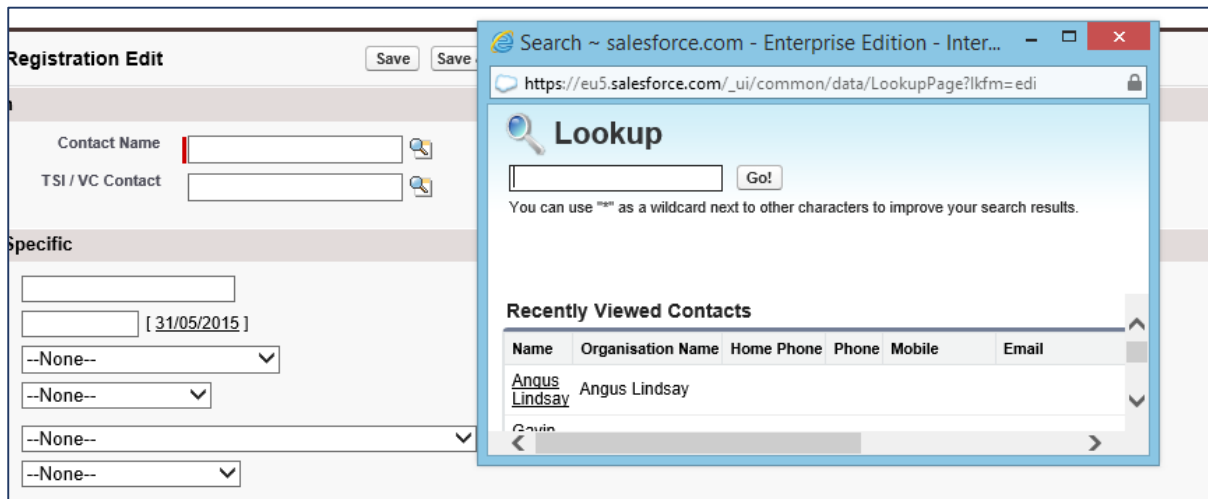 Registration Edit
Save
Save
Contact Name
TSI / VC Contact
Specific
[ 31/05/2015 ]
--None--
--None--
--None--
--None--
Search ~ salesforce.com - Enterprise Edition - Inter...
https://eu5.salesforce.com/_ui/common/data/LookupPage?lkfm=edi
Lookup
Go!
You can use "*" as a wildcard next to other characters to improve your search results.
Recently Viewed Contacts
Name Organisation Name Home Phone Phone Mobile Email
Angus
Lindsay
Angus Lindsay
Gavin